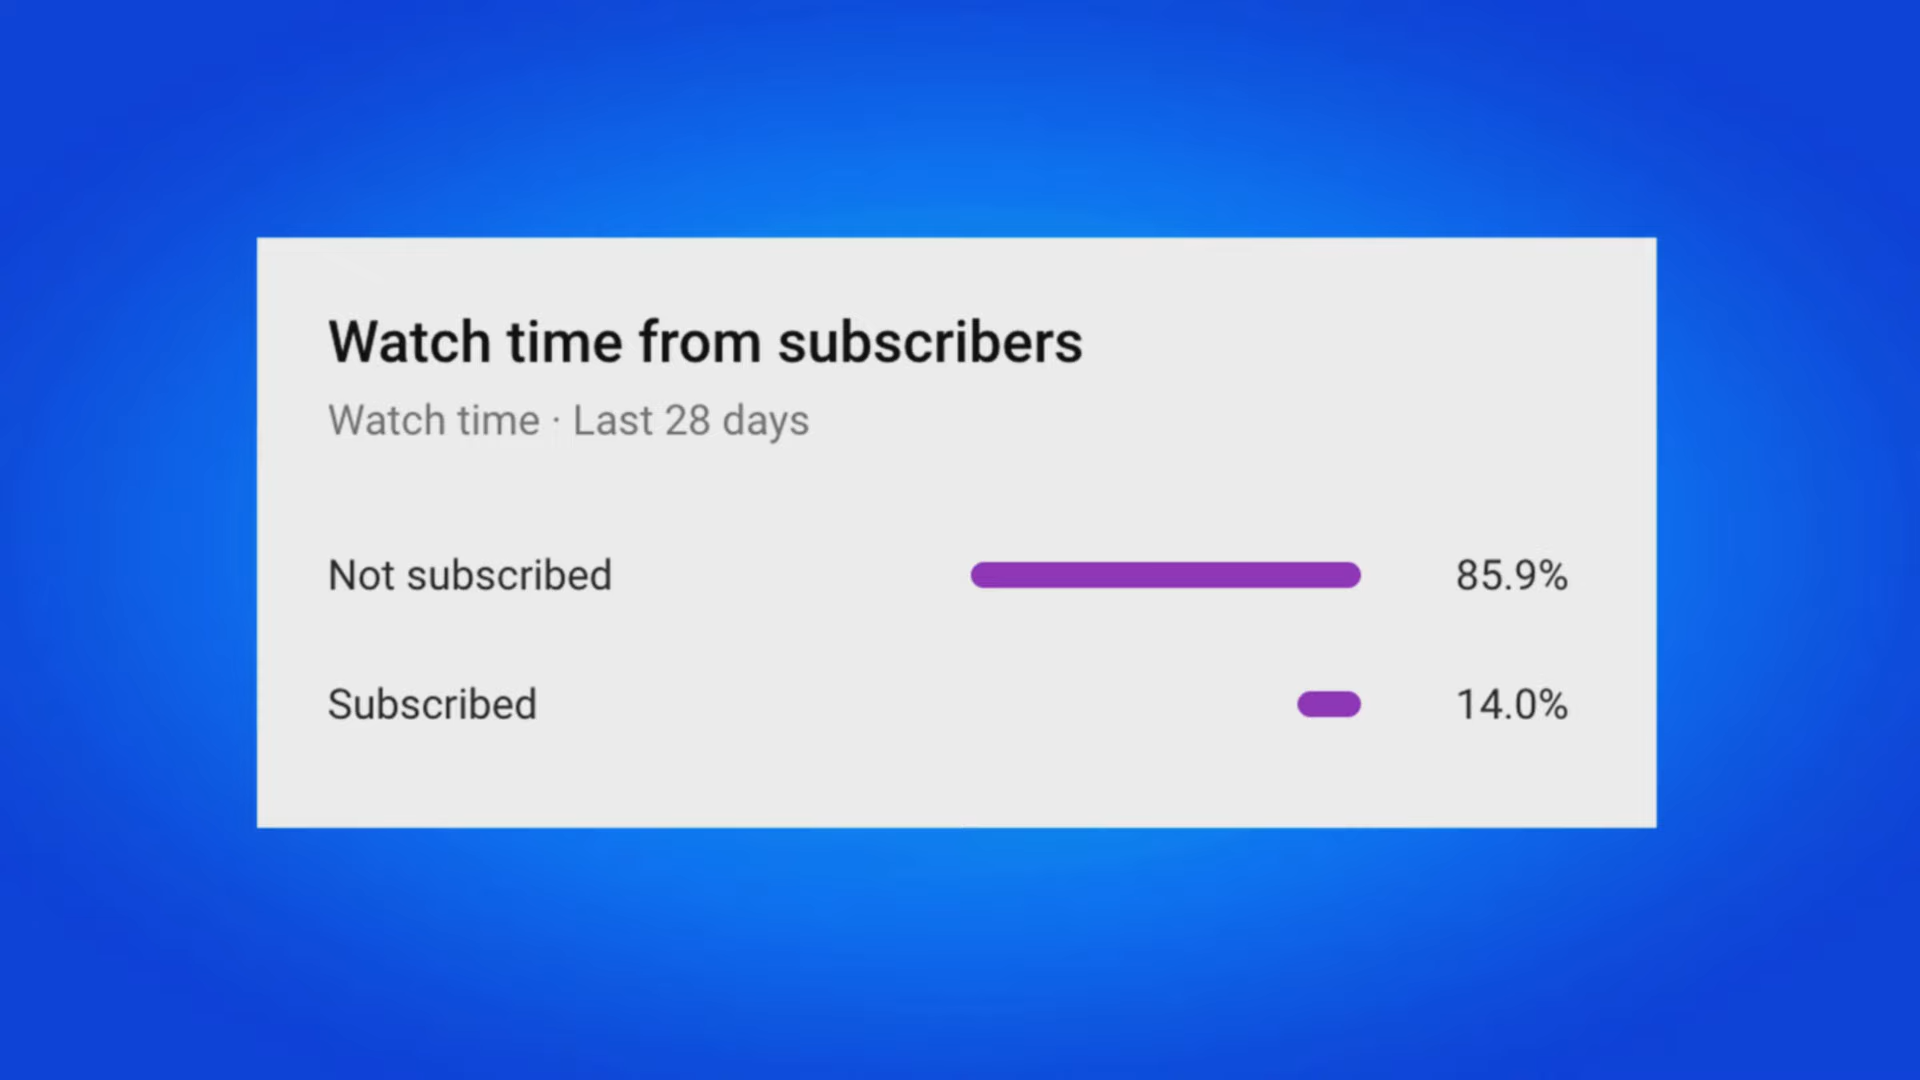 Watch time from subscribers
Watch time · Last 28 days
Not subscribed 85.9%
Subscribed 14.0%